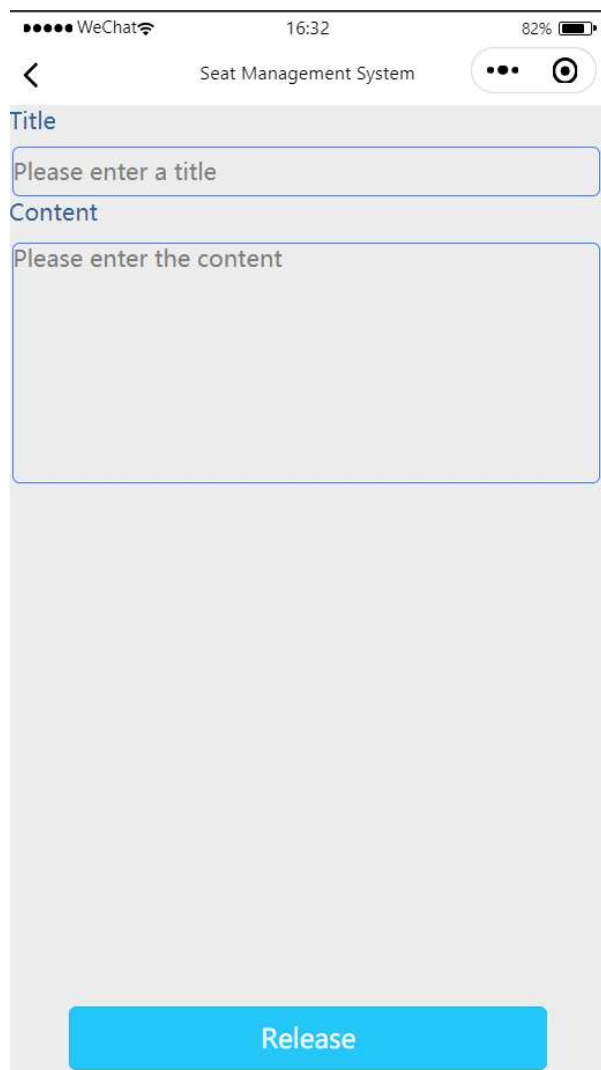 WeChat 16:32 82%
Seat Management System
Title
Please enter a title
Content
Please enter the content
Release